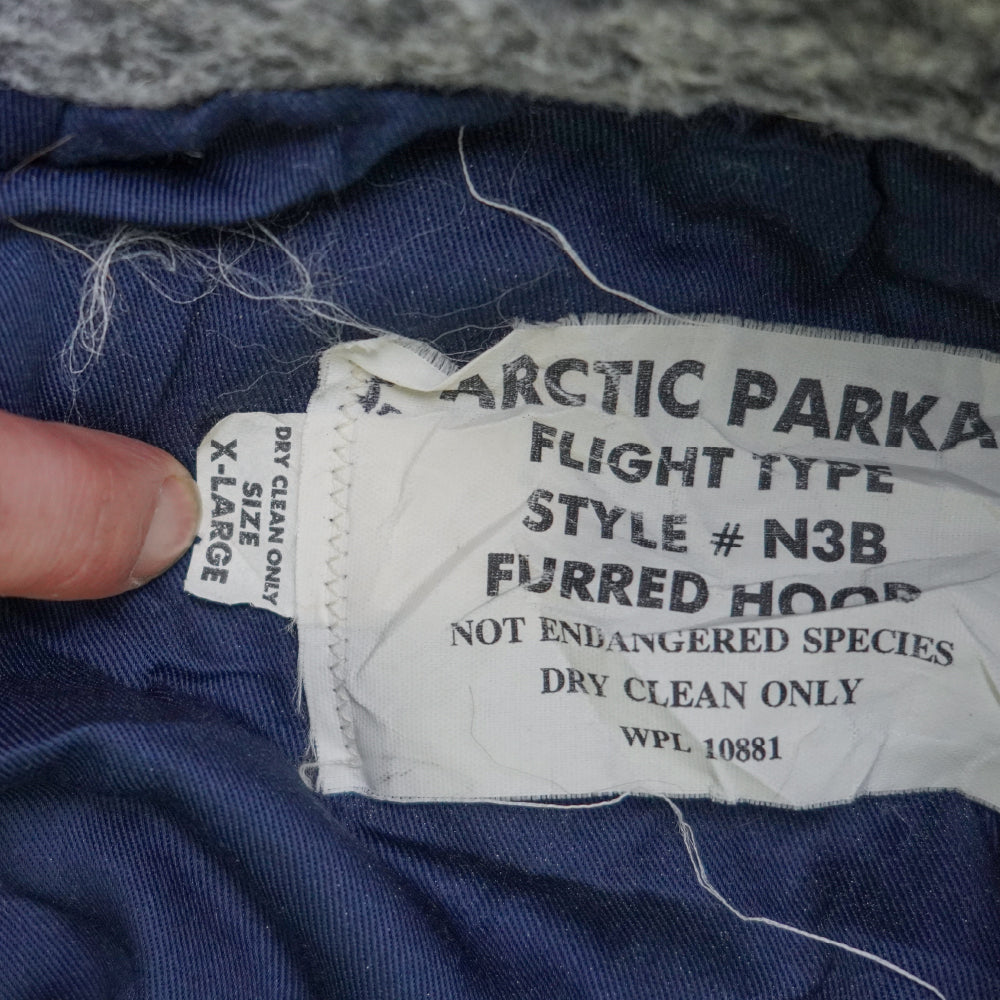 ARCTIC PARKA
FLIGHT TYPE
STYLE # N3B
FURRED HOOD
NOT ENDANGERED SPECIES
DRY CLEAN ONLY
WPL 10881
DRY CLEAN ONLY
SIZE
X-LARGE